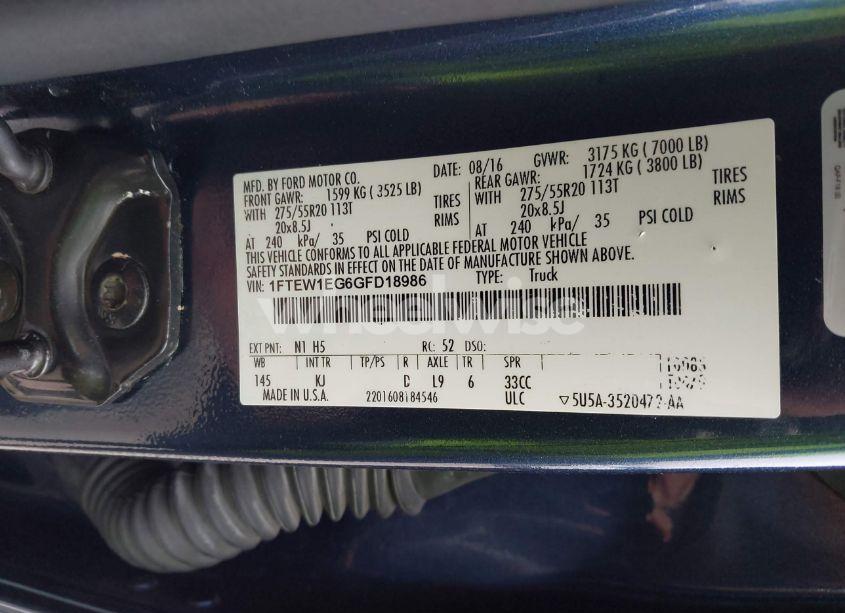 MFD. BY FORD MOTOR CO. DATE: 08/16 GVWR: 3175 KG ( 7000 LB)
FRONT GAWR: 1599 KG ( 3525 LB) REAR GAWR: 1724 KG ( 3800 LB)
WITH 275/55R20 113T TIRES WITH 275/55R20 113T TIRES
20x8.5J RIMS 20x8.5J RIMS
AT 240 kPa/ 35 PSI COLD AT 240 kPa/ 35 PSI COLD
THIS VEHICLE CONFORMS TO ALL APPLICABLE FEDERAL MOTOR VEHICLE
SAFETY STANDARDS IN EFFECT ON THE DATE OF MANUFACTURE SHOWN ABOVE.
VIN: 1FTEW1EG6GFD18986 TYPE: Truck
wheelwise
EXT PNT: N1 H5 RC: 52 DSO:
WB INT TR TP/PS R AXLE TR SPR
145 KJ D L9 6 33CC
MADE IN U.S.A. 2201608184546 ULC ▽5U5A-3520472-AA